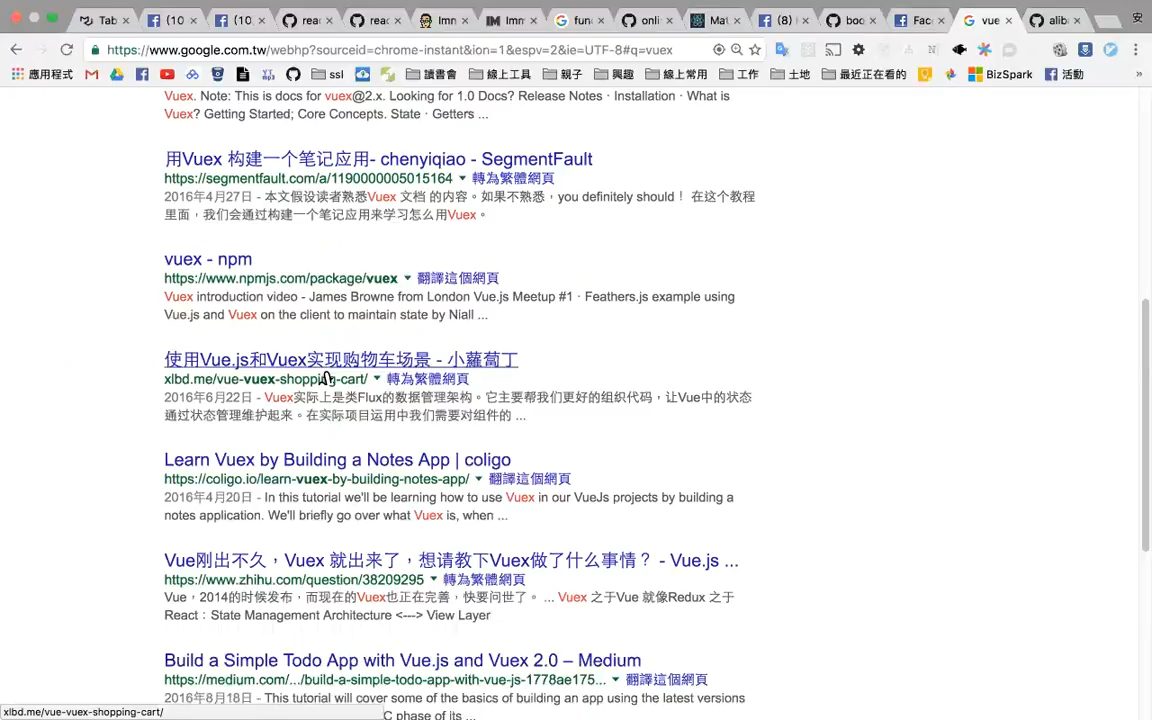 Tab
(10
(10
reac
reac
Imn
Imm
fun
onli
Mat
(8)
boo
Fac
vue
alib
安
https://www.google.com.tw/webhp?sourceid=chrome-instant&ion=1&espv=2&ie=UTF-8#q=vuex
應用程式
ssl
讀書會
線上工具
親子
興趣
線上常用
工作
土地
最近正在看的
BizSpark
活動
»
Vuex. Note: This is docs for vuex@2.x. Looking for 1.0 Docs? Release Notes · Installation · What is
Vuex? Getting Started; Core Concepts. State · Getters ...
用Vuex 构建一个笔记应用- chenyiqiao - SegmentFault
https://segmentfault.com/a/1190000005015164 ▼ 轉為繁體網頁
2016年4月27日 - 本文假设读者熟悉Vuex 文档 的内容。如果不熟悉，you definitely should！ 在这个教程
里面，我们会通过构建一个笔记应用来学习怎么用Vuex。
vuex - npm
https://www.npmjs.com/package/vuex ▼ 翻譯這個網頁
Vuex introduction video - James Browne from London Vue.js Meetup #1 · Feathers.js example using
Vue.js and Vuex on the client to maintain state by Niall ...
使用Vue.js和Vuex实现购物车场景 - 小蘿蔔丁
xlbd.me/vue-vuex-shopping-cart/ ▼ 轉為繁體網頁
2016年6月22日 - Vuex实际上是类Flux的数据管理架构。它主要帮我们更好的组织代码，让Vue中的状态
通过状态管理维护起来。在实际项目运用中我们需要对组件的 ...
Learn Vuex by Building a Notes App | coligo
https://coligo.io/learn-vuex-by-building-notes-app/ ▼ 翻譯這個網頁
2016年4月20日 - In this tutorial we'll be learning how to use Vuex in our VueJs projects by building a
notes application. We'll briefly go over what Vuex is, when ...
Vue刚出不久，Vuex 就出来了，想请教下Vuex做了什么事情？ - Vue.js ...
https://www.zhihu.com/question/38209295 ▼ 轉為繁體網頁
Vue，2014的时候发布，而现在的Vuex也正在完善，快要问世了。 ... Vuex 之于Vue 就像Redux 之于
React：State Management Architecture <---> View Layer
Build a Simple Todo App with Vue.js and Vuex 2.0 – Medium
https://medium.com/.../build-a-simple-todo-app-with-vue-js-1778ae175... ▼ 翻譯這個網頁
2016年8月18日 - This tutorial will cover some of the basics of building an app using the latest versions
C phase of its ...
xlbd.me/vue-vuex-shopping-cart/